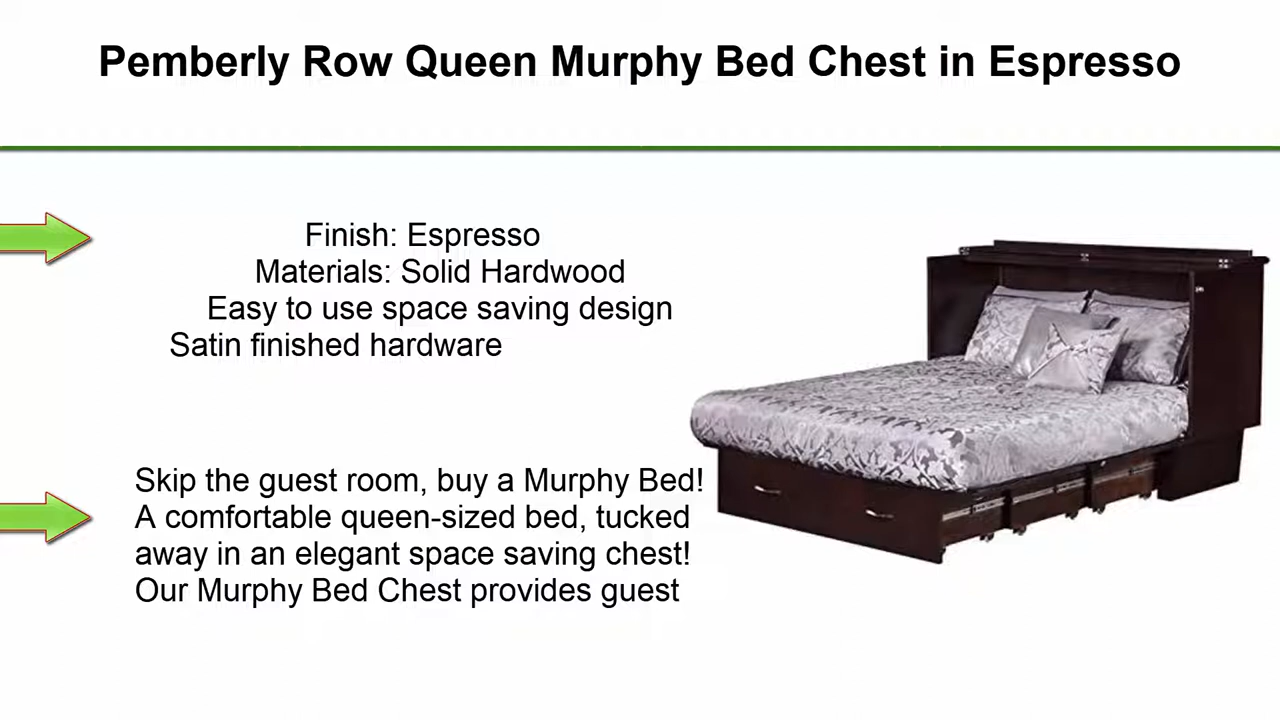 Pemberly Row Queen Murphy Bed Chest in Espresso
Finish: Espresso
Materials: Solid Hardwood
Easy to use space saving design
Satin finished hardware
Skip the guest room, buy a Murphy Bed!
A comfortable queen-sized bed, tucked
away in an elegant space saving chest!
Our Murphy Bed Chest provides guest